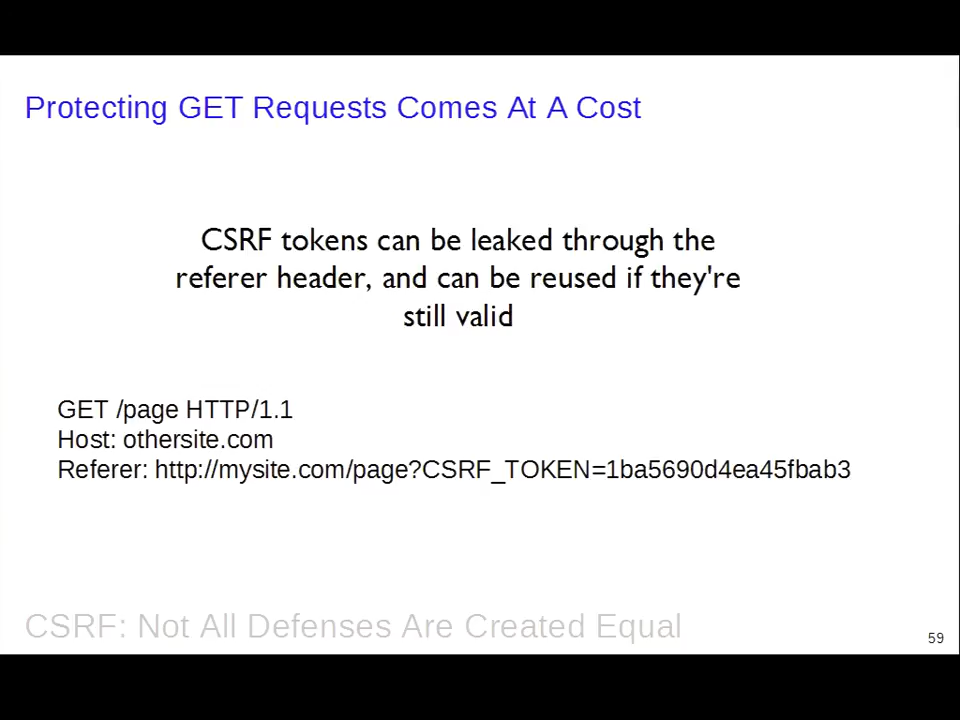 Protecting GET Requests Comes At A Cost
CSRF tokens can be leaked through the
referer header, and can be reused if they're
still valid
GET /page HTTP/1.1
Host: othersite.com
Referer: http://mysite.com/page?CSRF_TOKEN=1ba5690d4ea45fbab3
CSRF: Not All Defenses Are Created Equal
59